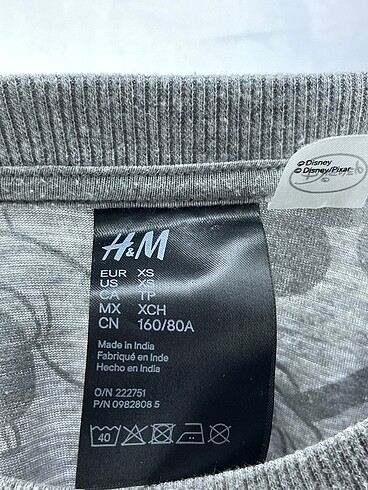 © Disney
© Disney/Pixar
H&M
EUR XS
US XS
CA TP
MX XCH
CN 160/80A
Made in India
Fabriqué en Inde
Hecho en India
O/N 222751
P/N 0982808 5
40